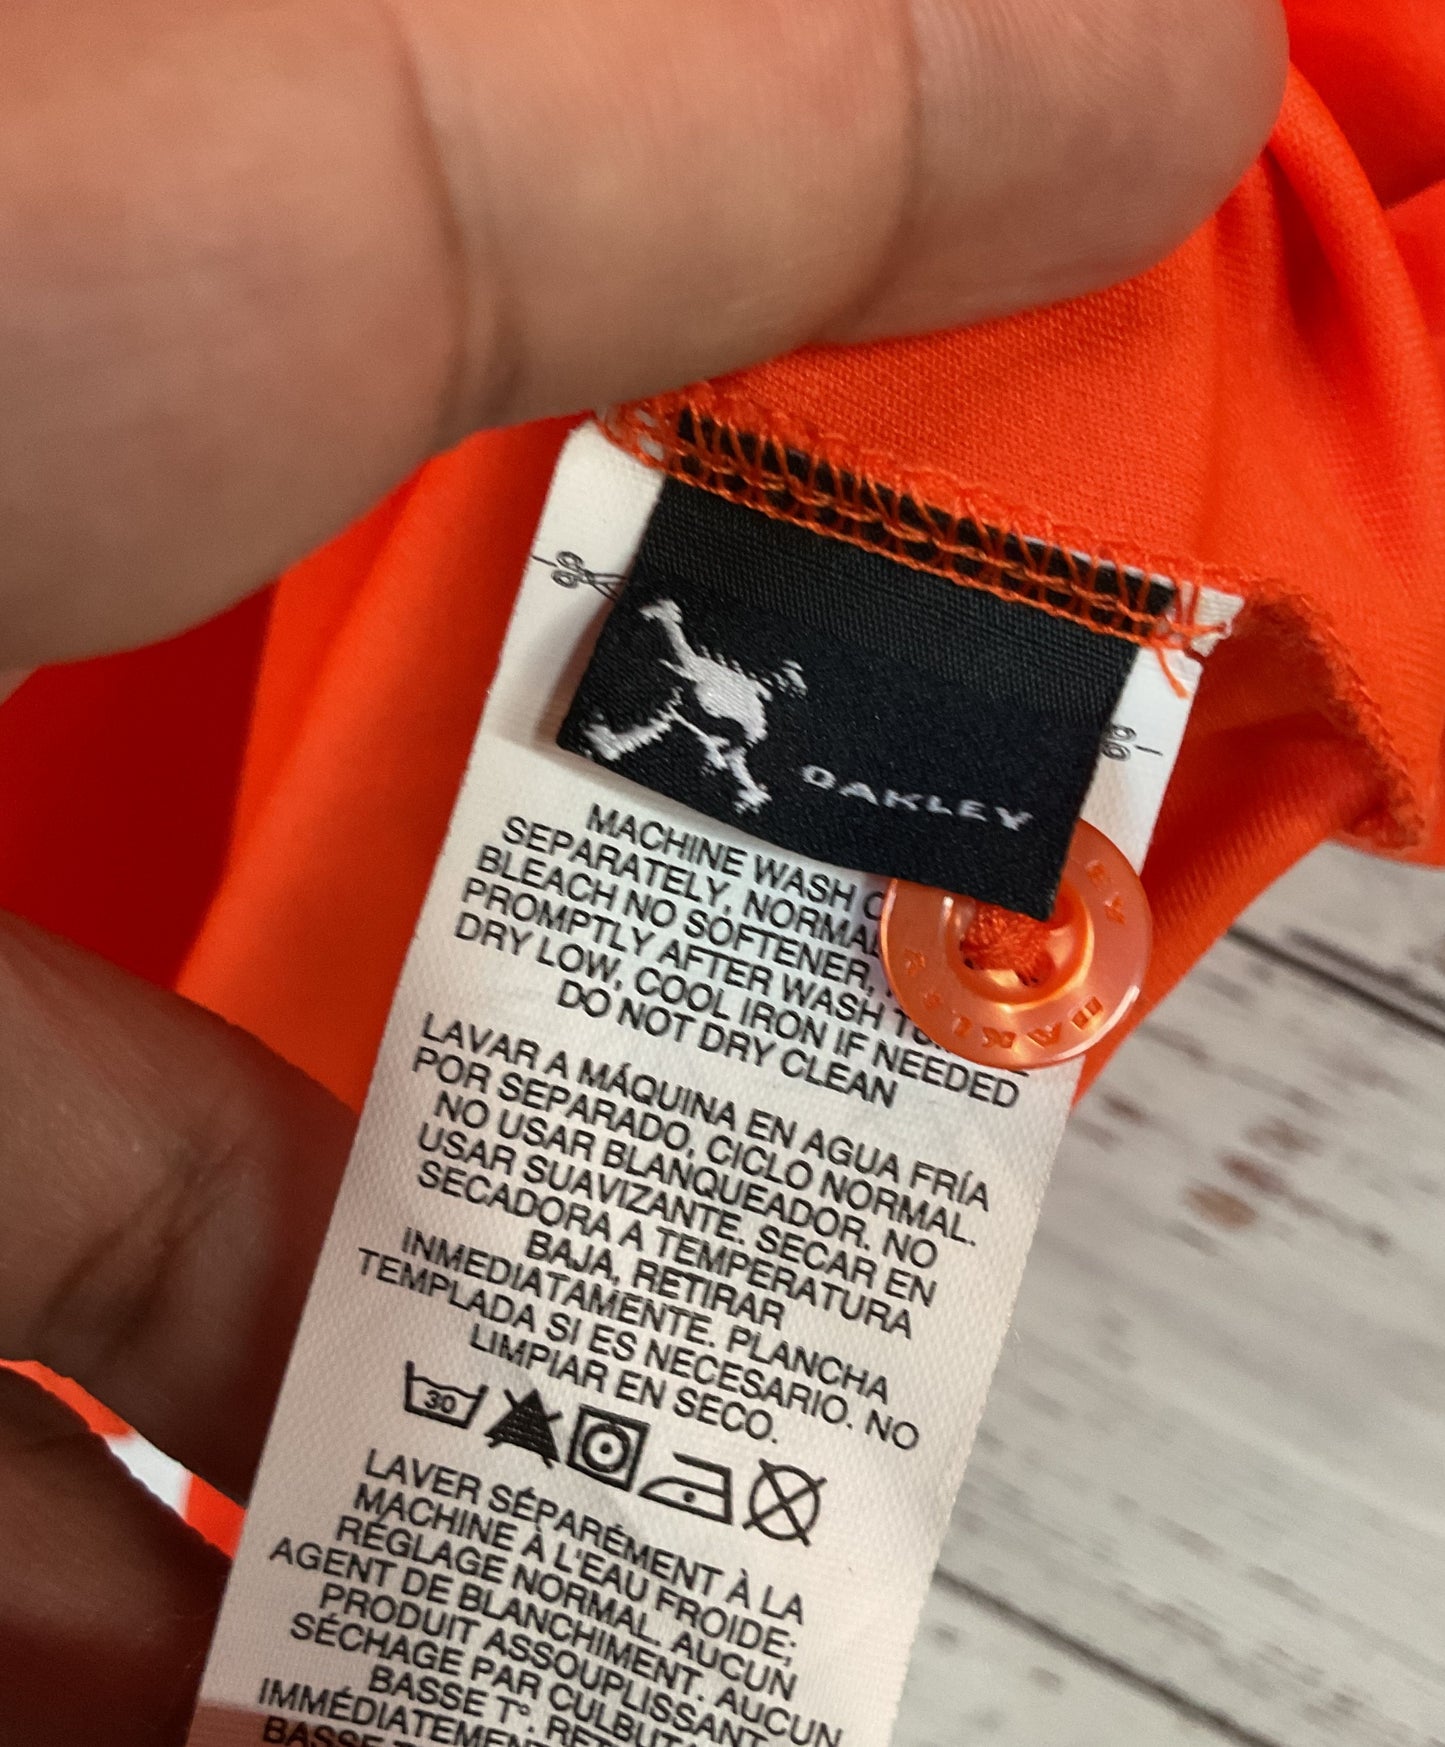 OAKLEY
MACHINE WASH
SEPARATELY, NORMAL
BLEACH NO SOFTENER,
PROMPTLY AFTER WASH
DRY LOW, COOL IRON IF NEEDED
DO NOT DRY CLEAN
LAVAR A MÁQUINA EN AGUA FRÍA
POR SEPARADO, CICLO NORMAL.
NO USAR BLANQUEADOR. NO
USAR SUAVIZANTE. SECAR EN
SECADORA A TEMPERATURA
BAJA, RETIRAR
INMEDIATAMENTE. PLANCHA
TEMPLADA SI ES NECESARIO. NO
LIMPIAR EN SECO.
30
LAVER SÉPARÉMENT À LA
MACHINE À L'EAU FROIDE;
RÉGLAGE NORMAL. AUCUN
AGENT DE BLANCHIMENT. AUCUN
PRODUIT ASSOUPLISSANT.
SÉCHAGE PAR
BASSE T°.